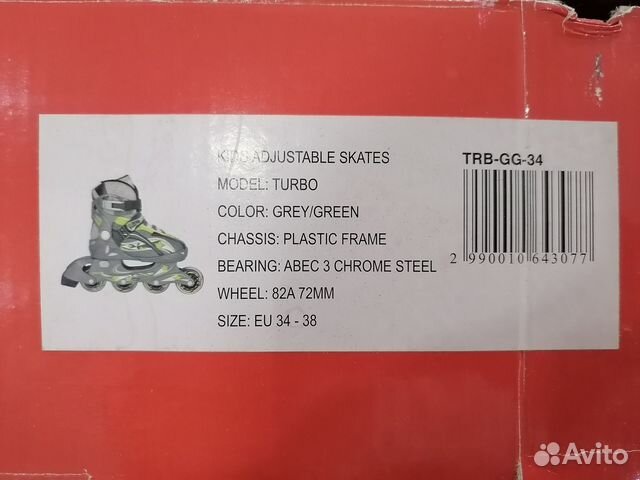 KIDS ADJUSTABLE SKATES
MODEL: TURBO
COLOR: GREY/GREEN
CHASSIS: PLASTIC FRAME
BEARING: ABEC 3 CHROME STEEL
WHEEL: 82A 72MM
SIZE: EU 34 - 38
TRB-GG-34
2 990010 643077
Avito